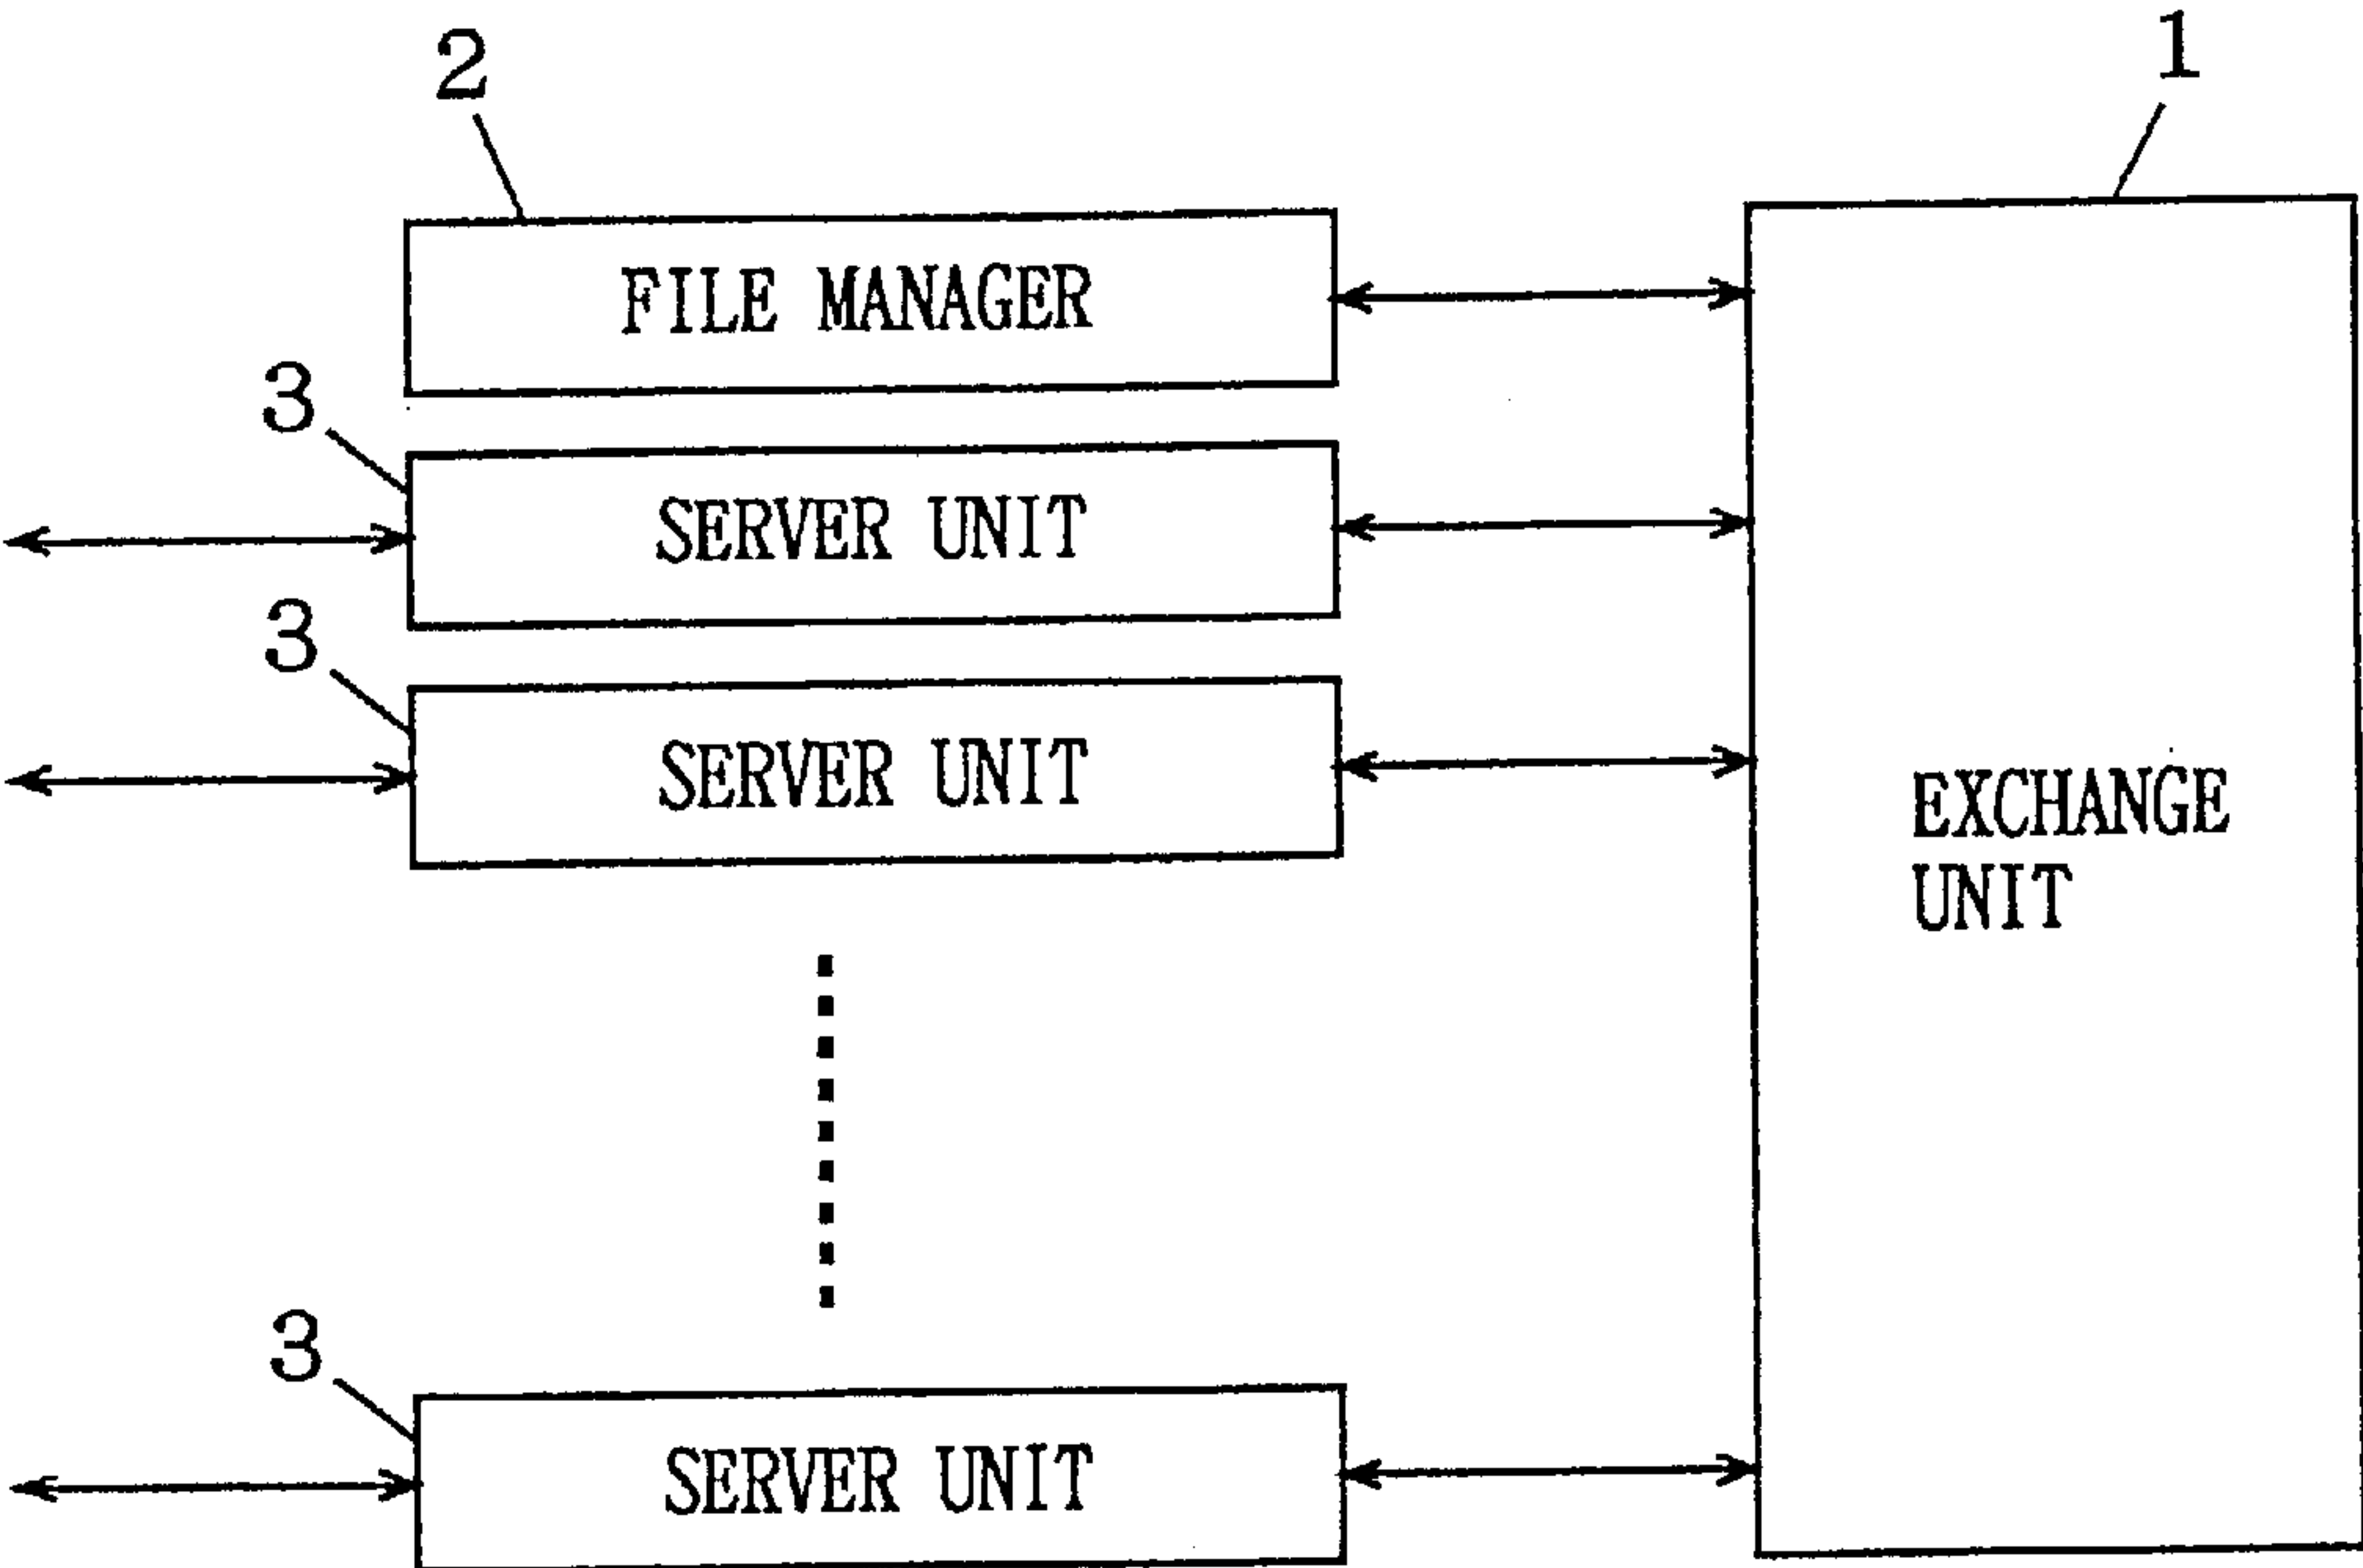 2
1
FILE MANAGER
3
SERVER UNIT
3
SERVER UNIT
EXCHANGE
UNIT
3
SERVER UNIT